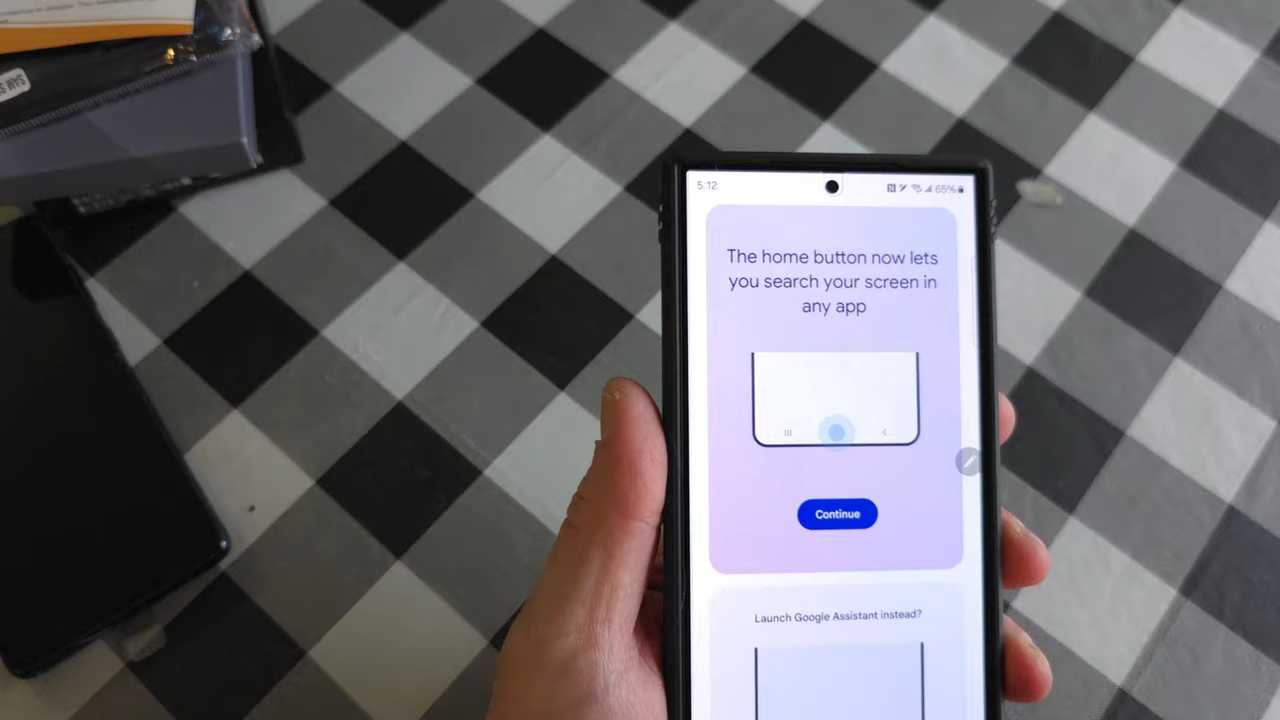 5:12
65%
The home button now lets
you search your screen in
any app
Continue
Launch Google Assistant instead?